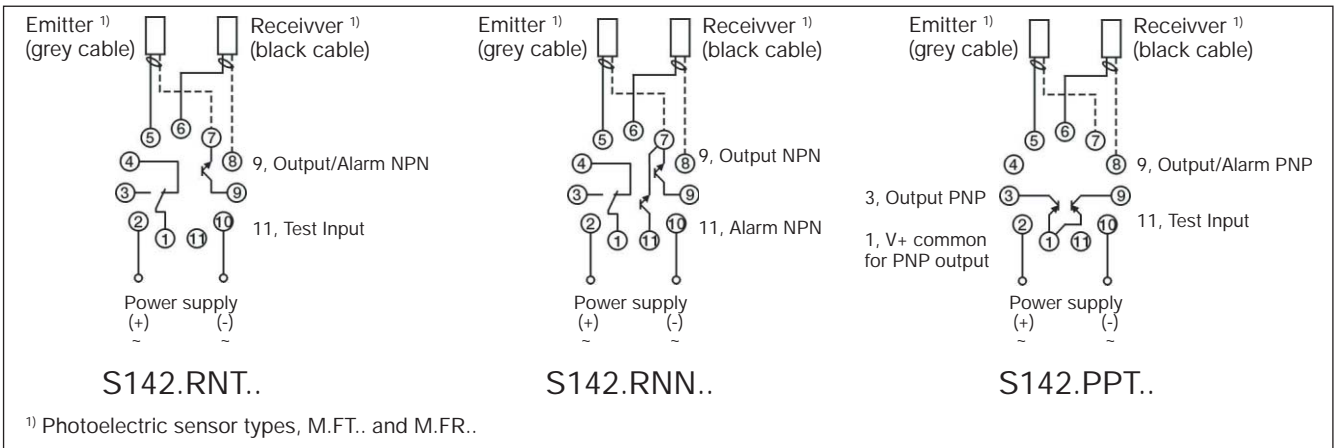 Emitter 1)
(grey cable)
Receivver 1)
(black cable)
5
6
7
4
8
9, Output/Alarm NPN
3
9
2
1
11
10
11, Test Input
Power supply
(+) (-)
~ ~
S142.RNT..
Emitter 1)
(grey cable)
Receivver 1)
(black cable)
5
6
7
4
8
9, Output NPN
3
9
2
1
11
10
11, Alarm NPN
Power supply
(+) (-)
~ ~
S142.RNN..
Emitter 1)
(grey cable)
Receivver 1)
(black cable)
5
6
7
4
8
9, Output/Alarm PNP
3, Output PNP
3
9
2
1
11
10
11, Test Input
1, V+ common
for PNP output
Power supply
(+) (-)
~ ~
S142.PPT..
1) Photoelectric sensor types, M.FT.. and M.FR..